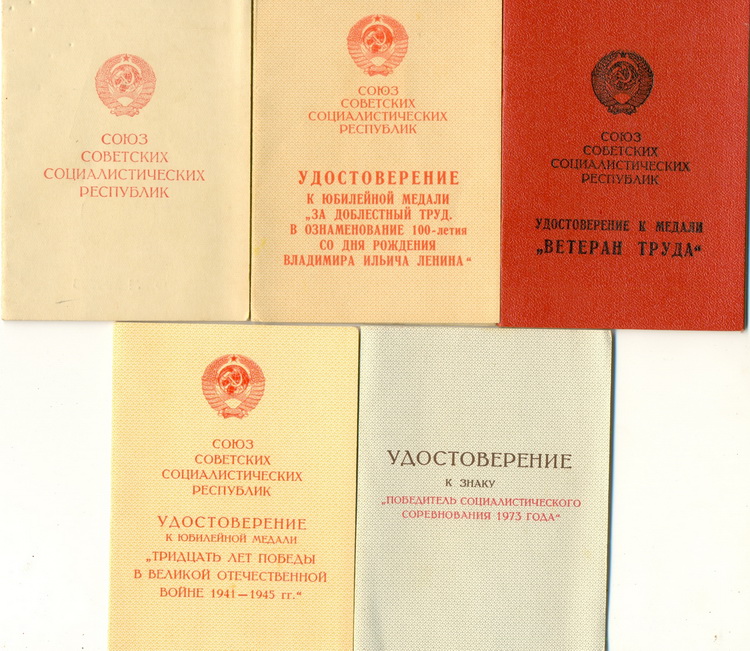 СОЮЗ
СОВЕТСКИХ
СОЦИАЛИСТИЧЕСКИХ
РЕСПУБЛИК
СОЮЗ
СОВЕТСКИХ
СОЦИАЛИСТИЧЕСКИХ
РЕСПУБЛИК
УДОСТОВЕРЕНИЕ
К ЮБИЛЕЙНОЙ МЕДАЛИ
„ЗА ДОБЛЕСТНЫЙ ТРУД.
В ОЗНАМЕНОВАНИЕ 100-летия
СО ДНЯ РОЖДЕНИЯ
ВЛАДИМИРА ИЛЬИЧА ЛЕНИНА“
СОЮЗ
СОВЕТСКИХ
СОЦИАЛИСТИЧЕСКИХ
РЕСПУБЛИК
УДОСТОВЕРЕНИЕ К МЕДАЛИ
„ВЕТЕРАН ТРУДА“
СОЮЗ
СОВЕТСКИХ
СОЦИАЛИСТИЧЕСКИХ
РЕСПУБЛИК
УДОСТОВЕРЕНИЕ
К ЮБИЛЕЙНОЙ МЕДАЛИ
„ТРИДЦАТЬ ЛЕТ ПОБЕДЫ
В ВЕЛИКОЙ ОТЕЧЕСТВЕННОЙ
ВОЙНЕ 1941—1945 гг.“
УДОСТОВЕРЕНИЕ
К ЗНАКУ
„ПОБЕДИТЕЛЬ СОЦИАЛИСТИЧЕСКОГО
СОРЕВНОВАНИЯ 1973 ГОДА“